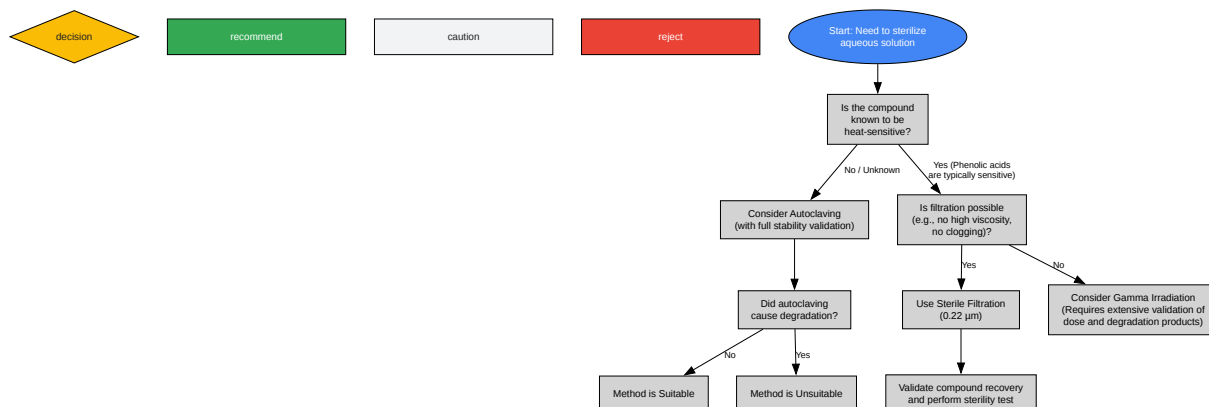 decision
recommend
caution
reject
Start: Need to sterilize
aqueous solution
Is the compound
known to be
heat-sensitive?
No / Unknown
Yes (Phenolic acids
are typically sensitive)
Consider Autoclaving
(with full stability validation)
Is filtration possible
(e.g., no high viscosity,
no clogging)?
Yes
No
Did autoclaving
cause degradation?
Use Sterile Filtration
(0.22 µm)
Consider Gamma Irradiation
(Requires extensive validation of
dose and degradation products)
No
Yes
Method is Suitable
Method is Unsuitable
Validate compound recovery
and perform sterility test